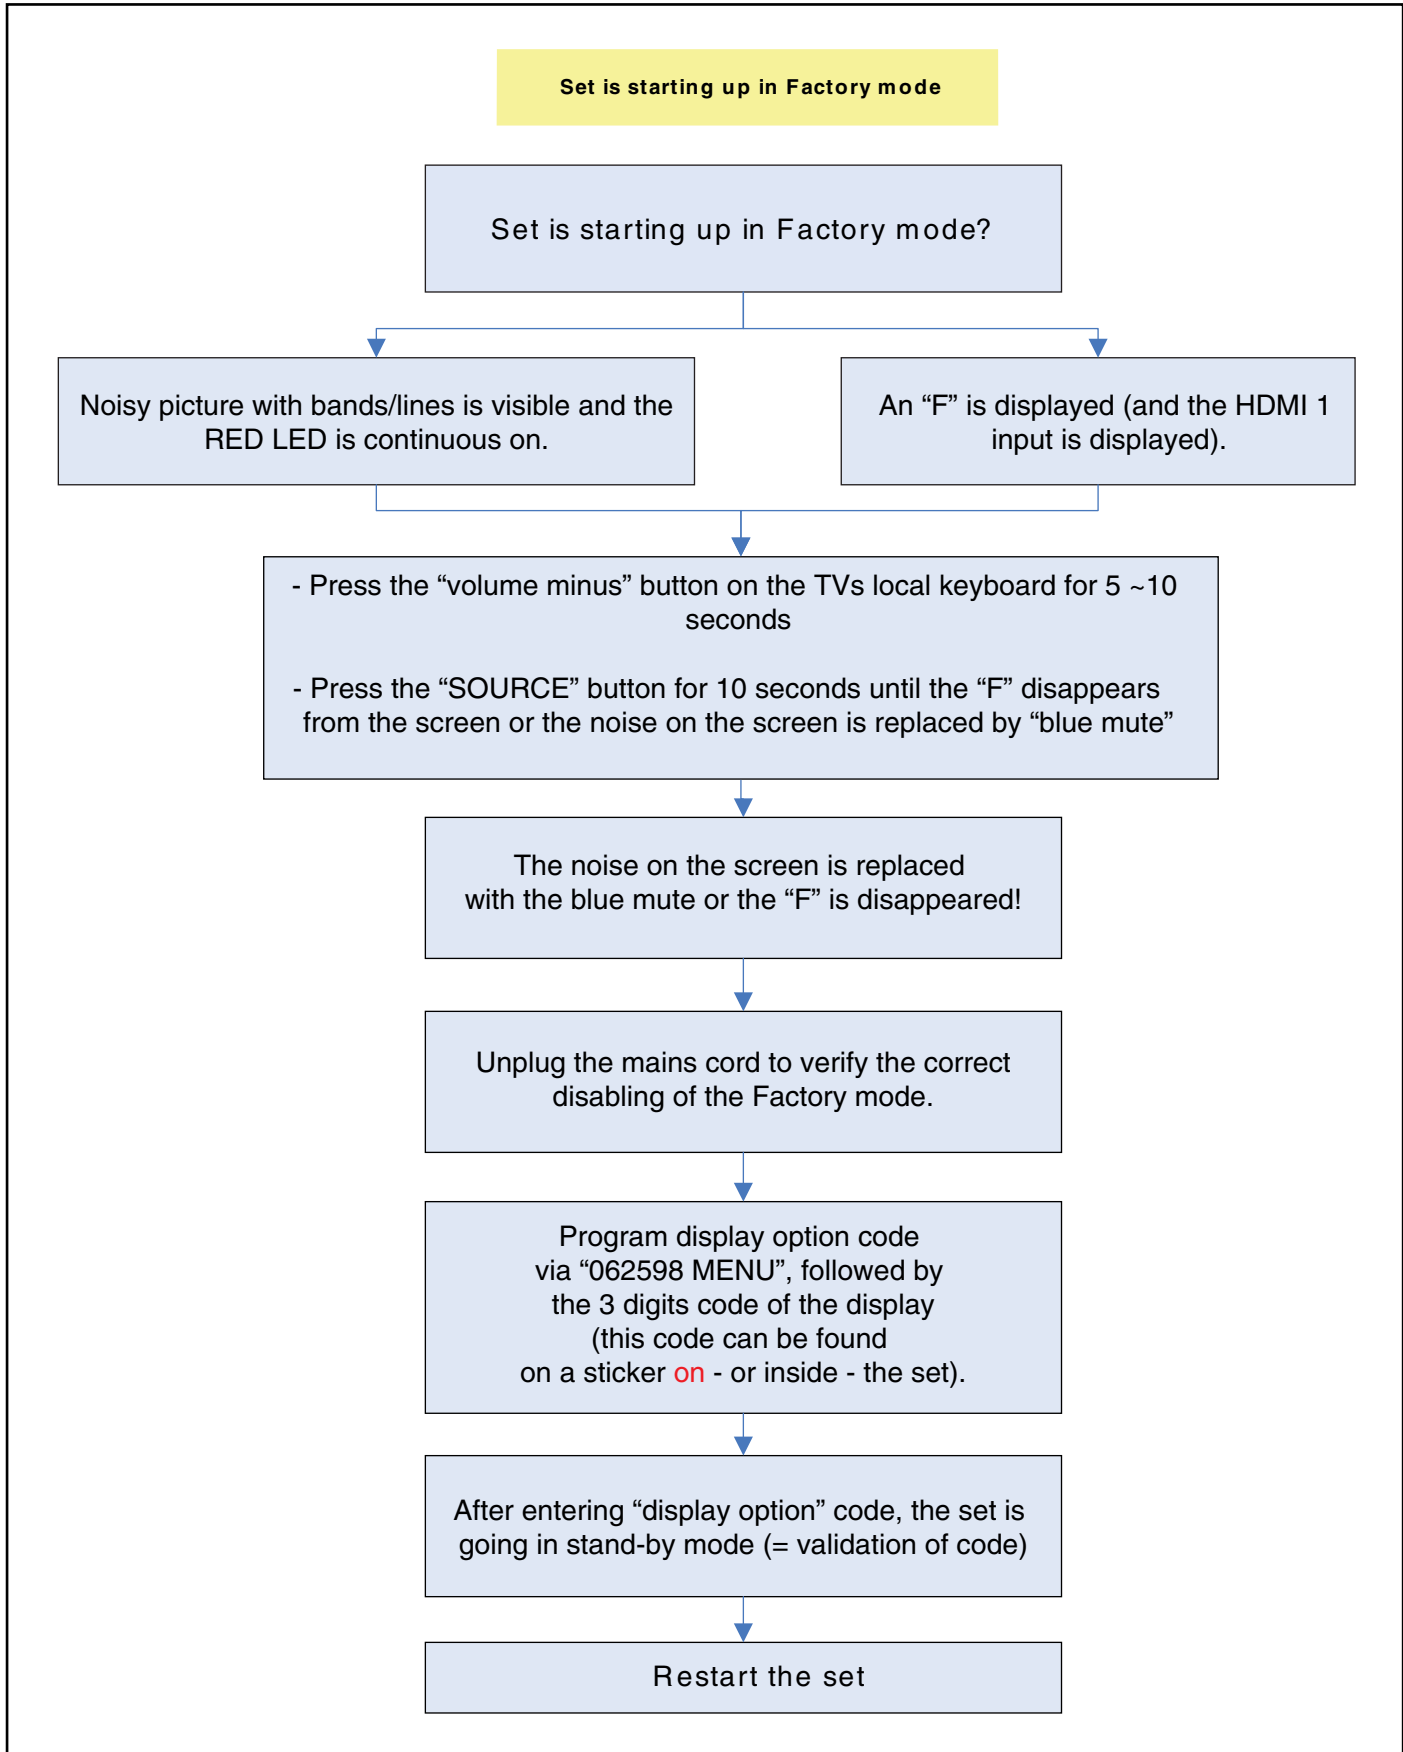 Set is starting up in Factory mode
Set is starting up in Factory mode?
Noisy picture with bands/lines is visible and the
RED LED is continuous on.
An “F” is displayed (and the HDMI 1
input is displayed).
- Press the “volume minus” button on the TVs local keyboard for 5 ~10
seconds
- Press the “SOURCE” button for 10 seconds until the “F” disappears
from the screen or the noise on the screen is replaced by “blue mute”
The noise on the screen is replaced
with the blue mute or the “F” is disappeared!
Unplug the mains cord to verify the correct
disabling of the Factory mode.
Program display option code
via “062598 MENU”, followed by
the 3 digits code of the display
(this code can be found
on a sticker on - or inside - the set).
After entering “display option” code, the set is
going in stand-by mode (= validation of code)
Restart the set